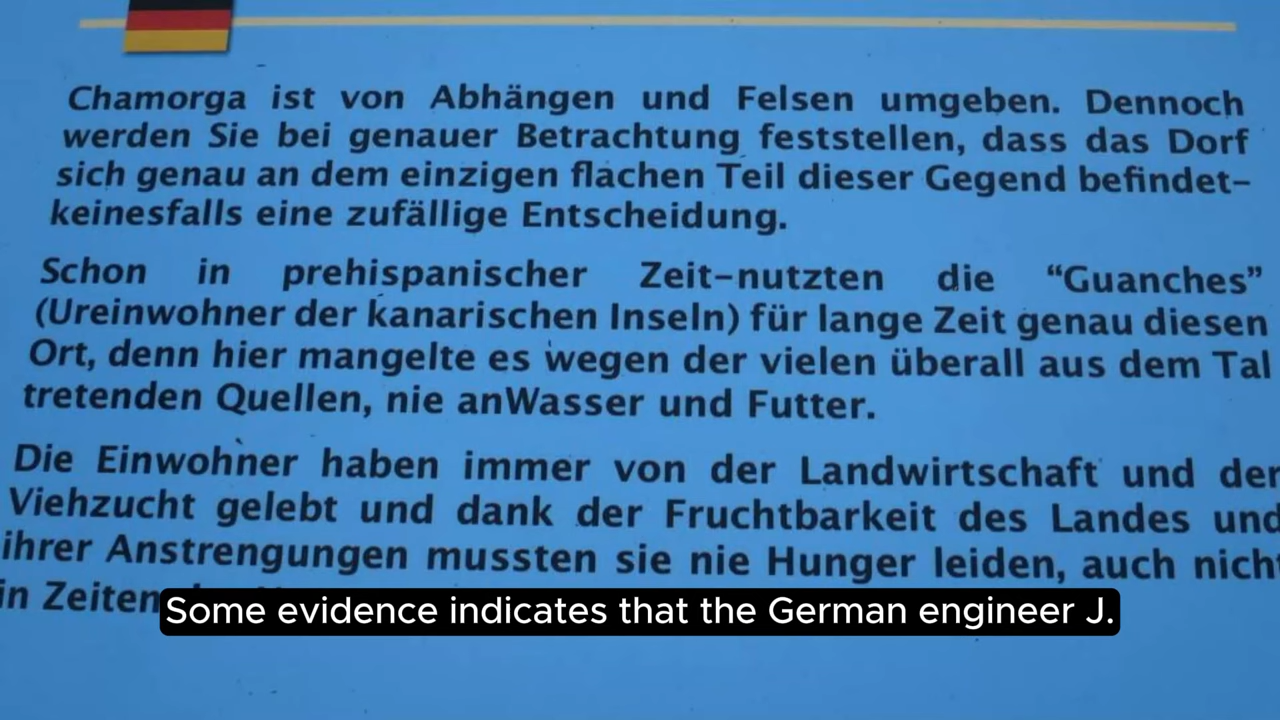 Chamorga ist von Abhängen und Felsen umgeben. Dennoch
werden Sie bei genauer Betrachtung feststellen, dass das Dorf
sich genau an dem einzigen flachen Teil dieser Gegend befindet-
keinesfalls eine zufällige Entscheidung.
Schon in prehispanischer Zeit-nutzten die “Guanches”
(Ureinwohner der kanarischen Inseln) für lange Zeit genau diesen
Ort, denn hier mangelte es wegen der vielen überall aus dem Tal
tretenden Quellen, nie anWasser und Futter.
Die Einwohner haben immer von der Landwirtschaft und der
Viehzucht gelebt und dank der Fruchtbarkeit des Landes und
ihrer Anstrengungen mussten sie nie Hunger leiden, auch nicht
in Zeiten
Some evidence indicates that the German engineer J.